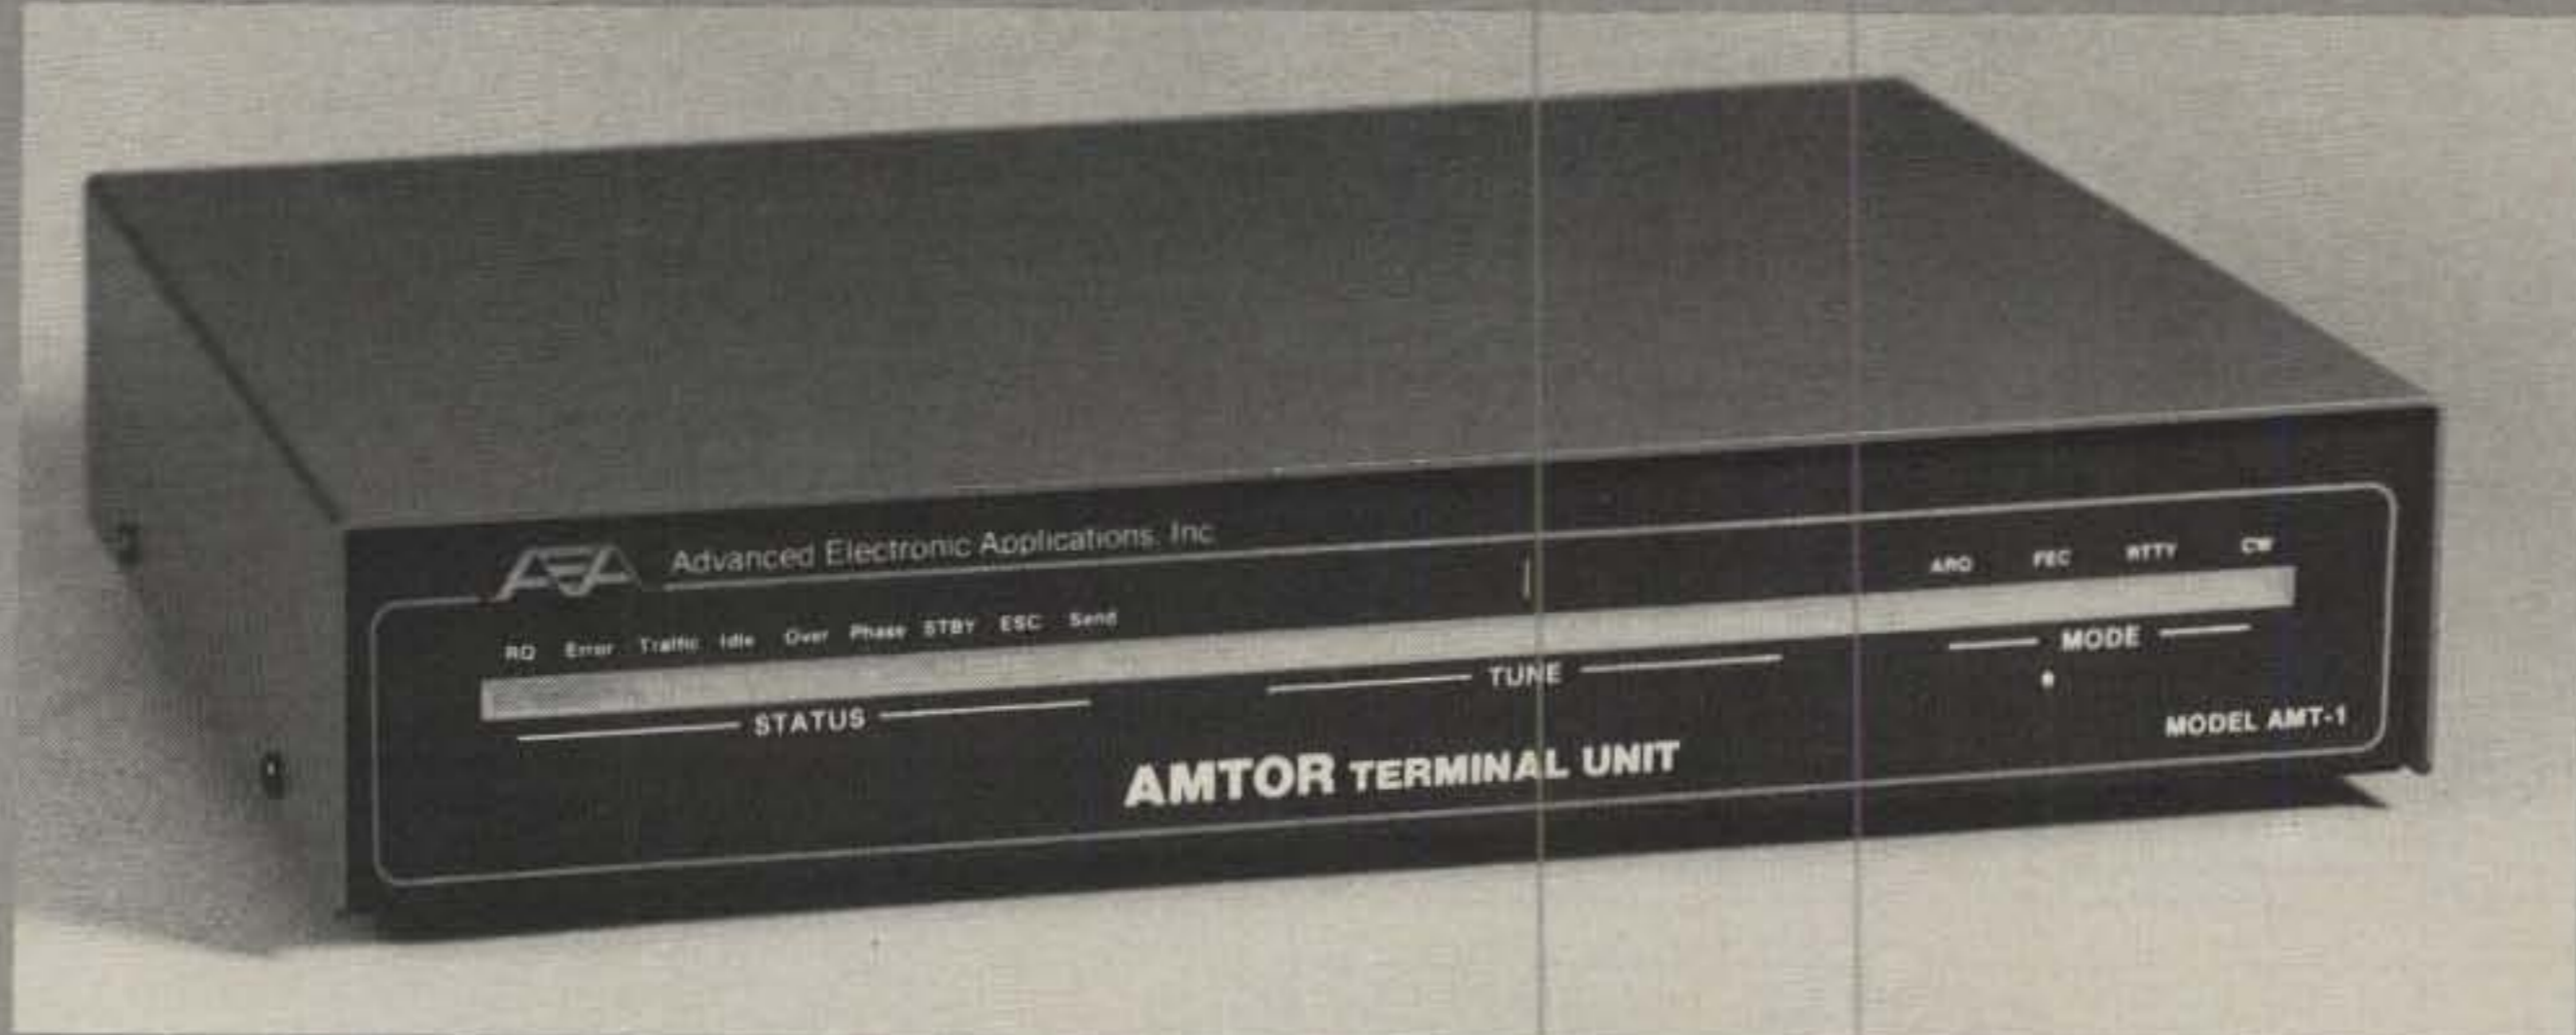 AEA Advanced Electronic Applications, Inc
RQ Error Traffic Idle Over Phase STBY ESC Send
ARQ FEC RTTY CW
STATUS
TUNE
MODE
AMTOR TERMINAL UNIT
MODEL AMT-1